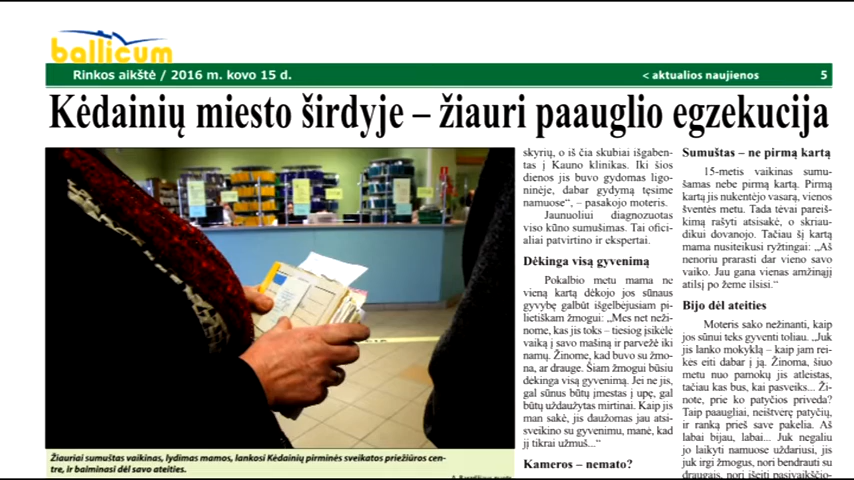 ballicum
Rinkos aikštė / 2016 m. kovo 15 d.
< aktualios naujienos
5
Kėdainių miesto širdyje – žiauri paauglio egzekucija
Žiauriai sumuštas vaikinas, lydimas mamos, lankosi Kėdainių pirminės sveikatos priežiūros cen-
tre, ir baiminasi dėl savo ateities.
skyrių, o iš čia skubiai išgaben-
tas į Kauno klinikas. Iki šios
dienos jis buvo gydomas ligo-
ninėje, dabar gydymą tęsime
namuose“, – pasakojo moteris.
Jaunuoliui diagnozuotas
viso kūno sumušimas. Tai ofici-
aliai patvirtino ir ekspertai.
Dėkinga visą gyvenimą
Pokalbio metu mama ne
vieną kartą dėkojo jos sūnaus
gyvybę galbūt išgelbėjusiam pi-
lietiškam žmogui: „Mes net neži-
nome, kas jis toks – tiesiog įsikėlė
vaiką į savo mašiną ir parvežė iki
namų. Žinome, kad buvo su žmo-
na, ar drauge. Šiam žmogui būsiu
dėkinga visą gyvenimą. Jei ne jis,
gal sūnus būtų įmestas į upę, gal
būtų uždaužytas mirtinai. Kaip jis
man sakė, jis daužomas jau atsi-
sveikino su gyvenimu, manė, kad
jį tikrai užmuš...“
Kameros – nemato?
Sumuštas – ne pirmą kartą
15-metis vaikinas sumu-
šamas nebe pirmą kartą. Pirmą
kartą jis nukentėjo vasarą, vienos
šventės metu. Tada tėvai pareiš-
kimą rašyti atsisakė, o skriau-
dikui dovanojo. Tačiau šį kartą
mama nusiteikusi ryžtingai: „Aš
nenoriu prarasti dar vieno savo
vaiko. Jau gana vienas amžinąjį
atilsį po žeme ilsisi.“
Bijo dėl ateities
Moteris sako nežinanti, kaip
jos sūnui teks gyventi toliau. „Juk
jis lanko mokyklą – kaip jam rei-
kės eiti dabar į ją. Žinoma, šiuo
metu nuo pamokų jis atleistas,
tačiau kas bus, kai pasveiks... Ži-
note, prie ko patyčios priveda?
Taip paaugliai, neištvėrę patyčių,
ir ranką prieš save pakelia. Aš
labai bijau, labai... Juk negaliu
jo laikyti namuose uždariusi, jis
juk irgi žmogus, nori bendrauti su
draugais, nori išeiti pasivaikščio-